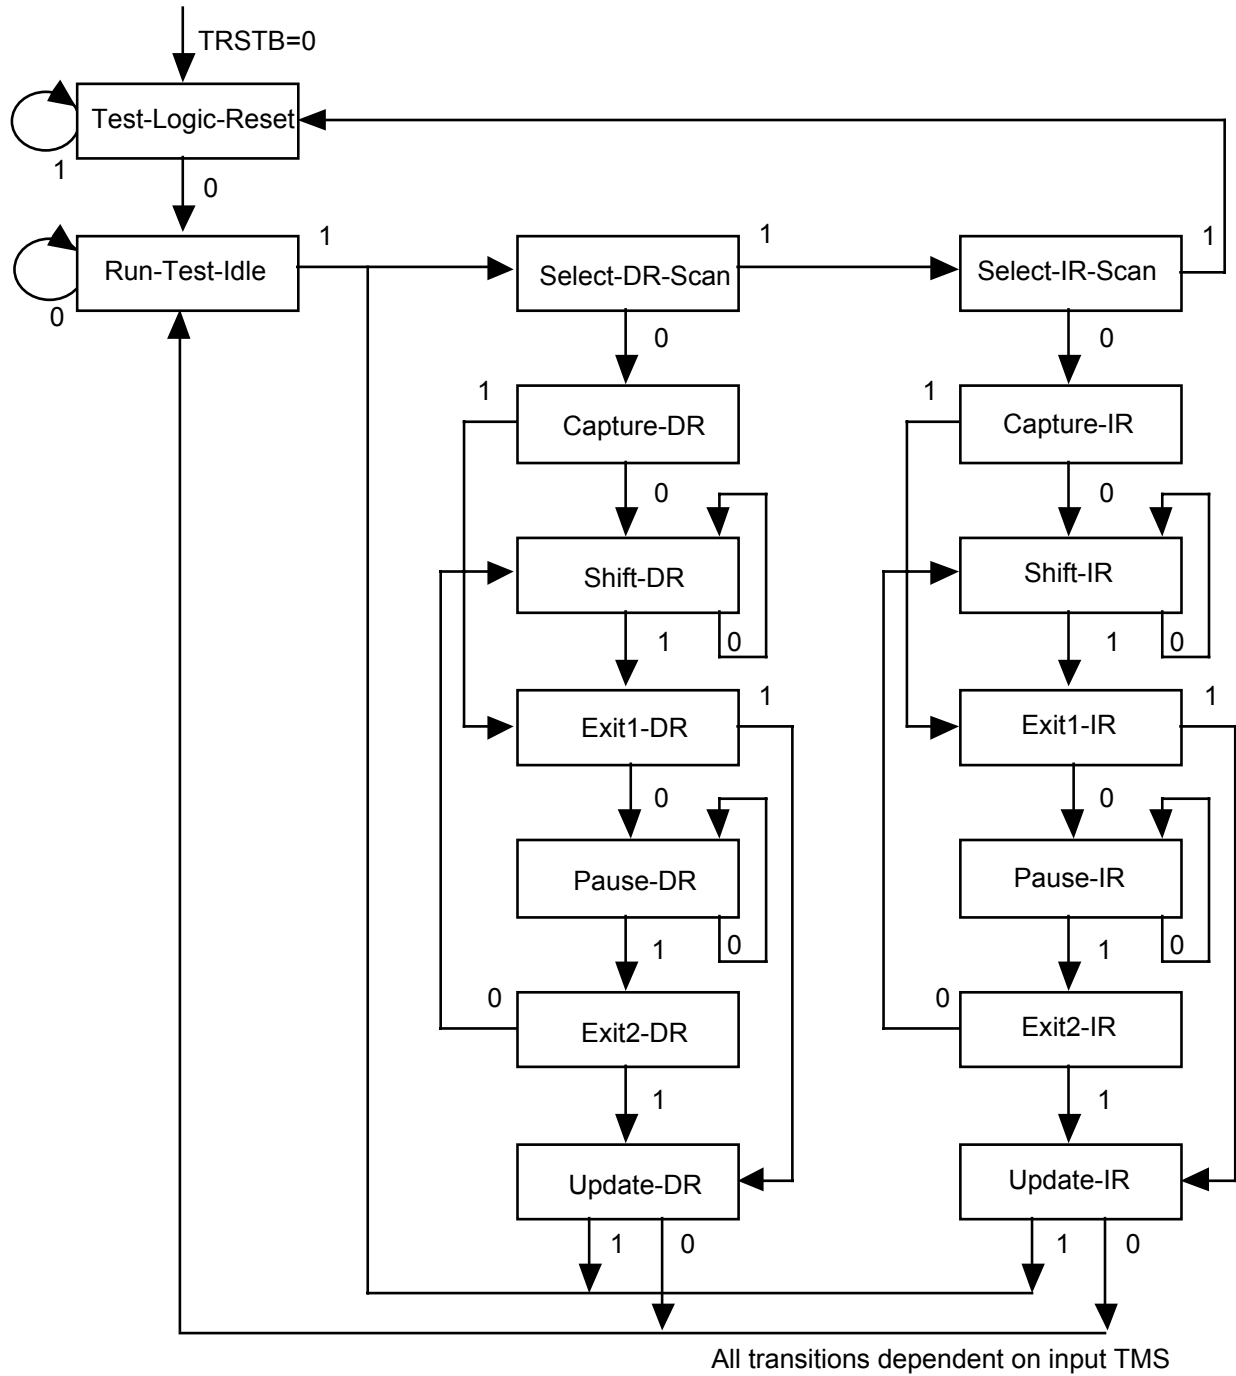 TRSTB=0
Test-Logic-Reset
1
0
Run-Test-Idle
1
0
Select-DR-Scan
1
0
Select-IR-Scan
1
0
1
Capture-DR
0
1
Capture-IR
0
Shift-DR
1
0
Shift-IR
1
0
Exit1-DR
1
0
Exit1-IR
1
0
Pause-DR
1
0
Pause-IR
1
0
0
Exit2-DR
1
0
Exit2-IR
1
Update-DR
1
0
Update-IR
1
0
All transitions dependent on input TMS